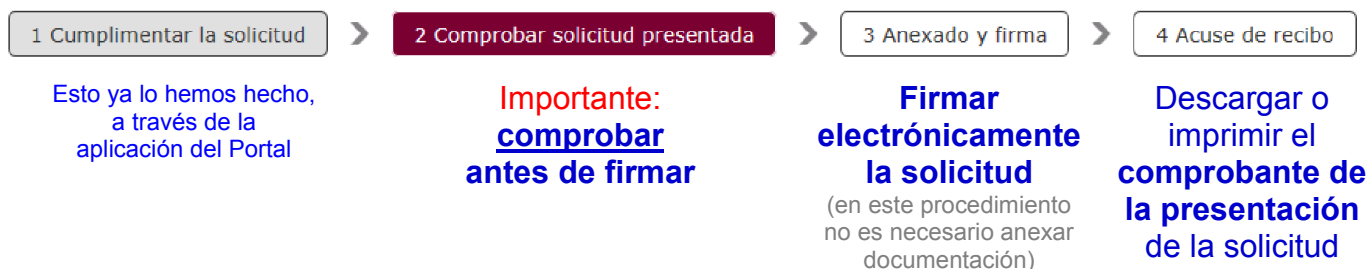 1 Cumplimentar la solicitud
2 Comprobar solicitud presentada
3 Anexado y firma
4 Acuse de recibo
Esto ya lo hemos hecho,
a través de la
aplicación del Portal
Importante:
comprobar
antes de firmar
Firmar
electrónicamente
la solicitud
(en este procedimiento
no es necesario anexar
documentación)
Descargar o
imprimir el
comprobante de
la presentación
de la solicitud